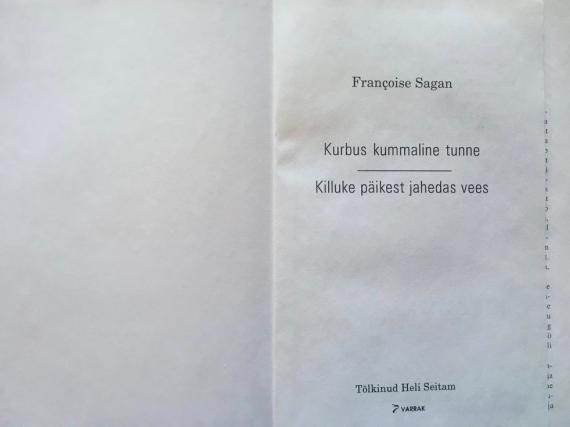 Françoise Sagan
Kurbus kummaline tunne
Killuke päikest jahedas vees
Tõlkinud Heli Seitam
VARRAK